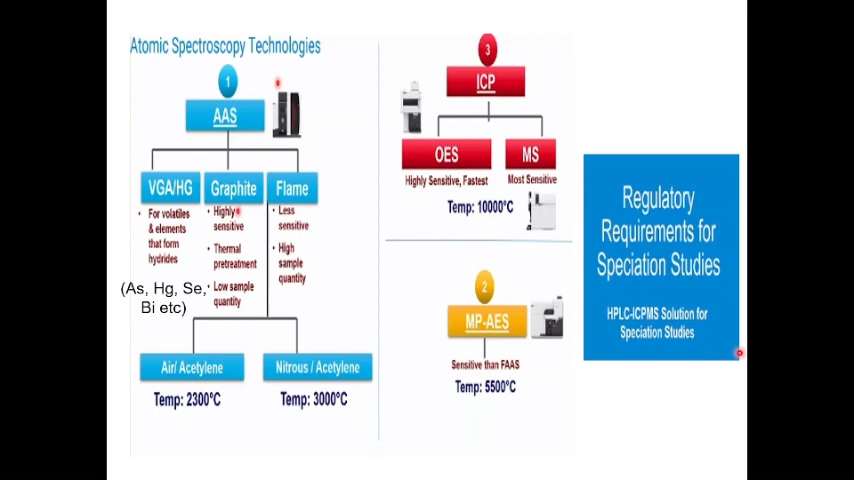 Atomic Spectroscopy Technologies
1
AAS
VGA/HG
• For volatiles
& elements
that form
hydrides
(As, Hg, Se,
Bi etc)
Graphite
• Highly
sensitive
• Thermal
pretreatment
• Low sample
quantity
Flame
• Less
sensitive
• High
sample
quantity
Air/ Acetylene
Temp: 2300°C
Nitrous / Acetylene
Temp: 3000°C
3
ICP
OES
Highly Sensitive, Fastest
MS
Most Sensitive
Temp: 10000°C
2
MP-AES
Sensitive than FAAS
Temp: 5500°C
Regulatory
Requirements for
Speciation Studies
HPLC-ICPMS Solution for
Speciation Studies